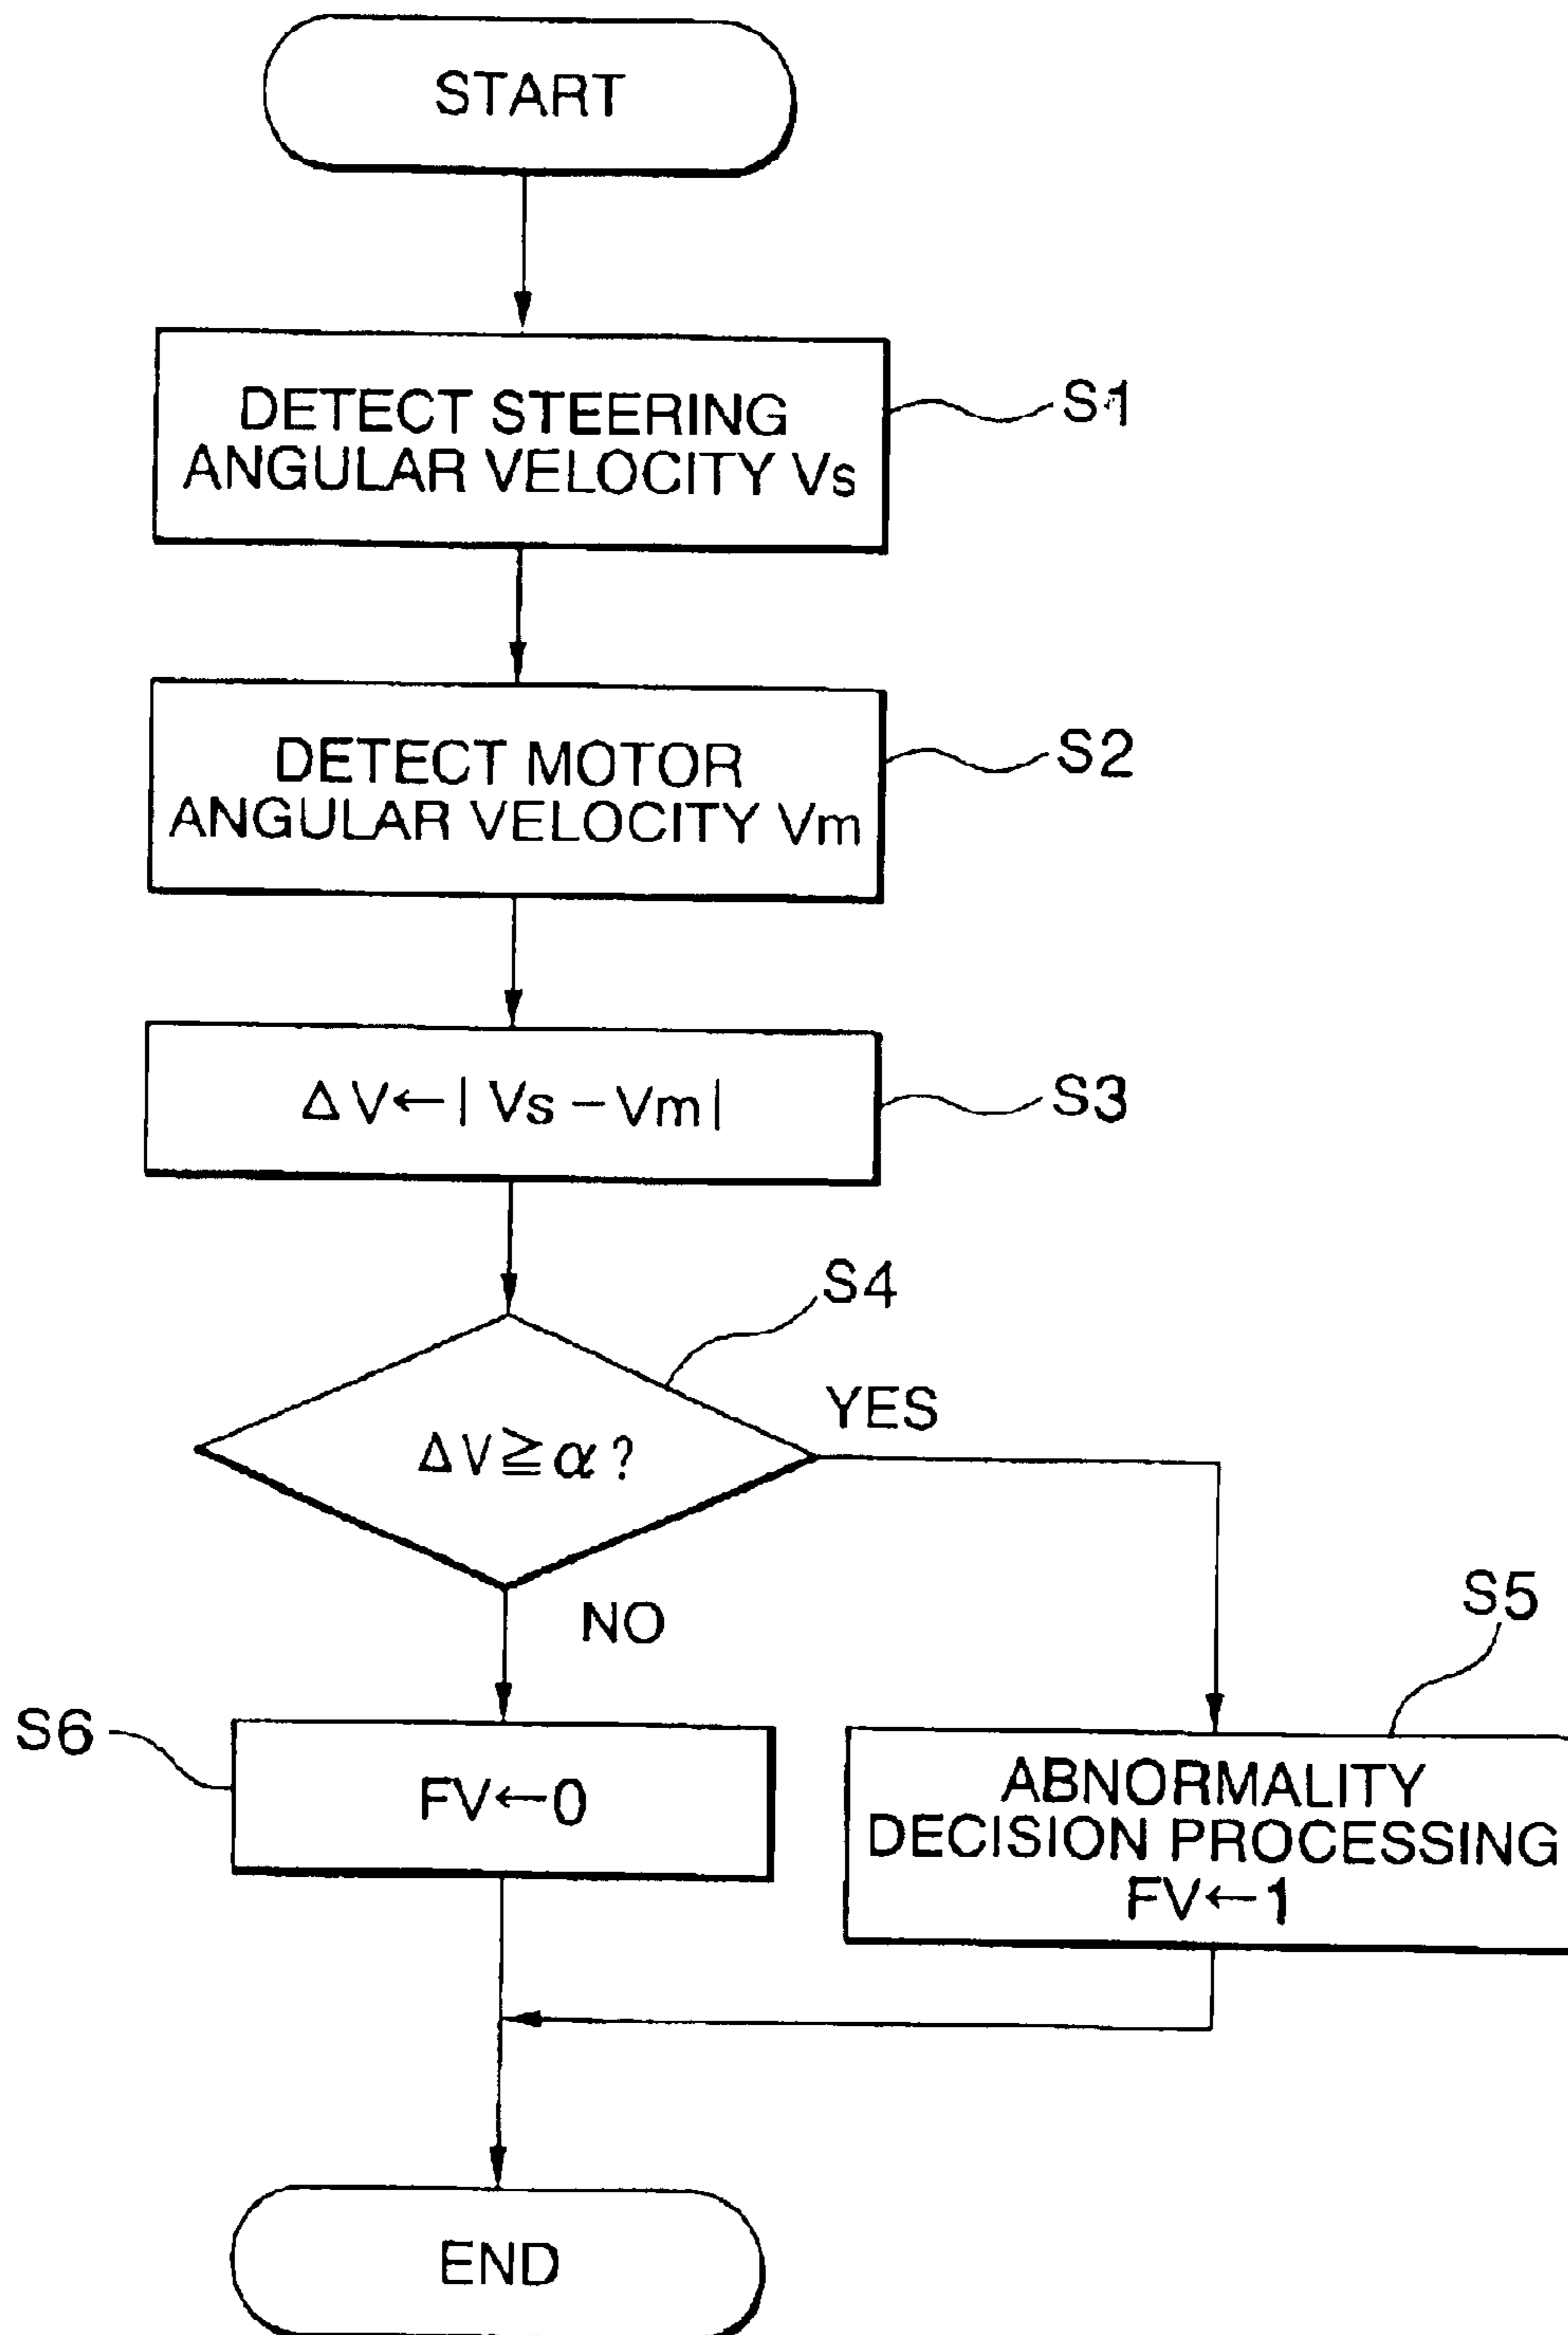 START
DETECT STEERING
ANGULAR VELOCITY Vs
S1
DETECT MOTOR
ANGULAR VELOCITY Vm
S2
ΔV←|Vs−Vm|
S3
S4
ΔV≧α?
YES
NO
S5
S6
FV←0
ABNORMALITY
DECISION PROCESSING
FV←1
END